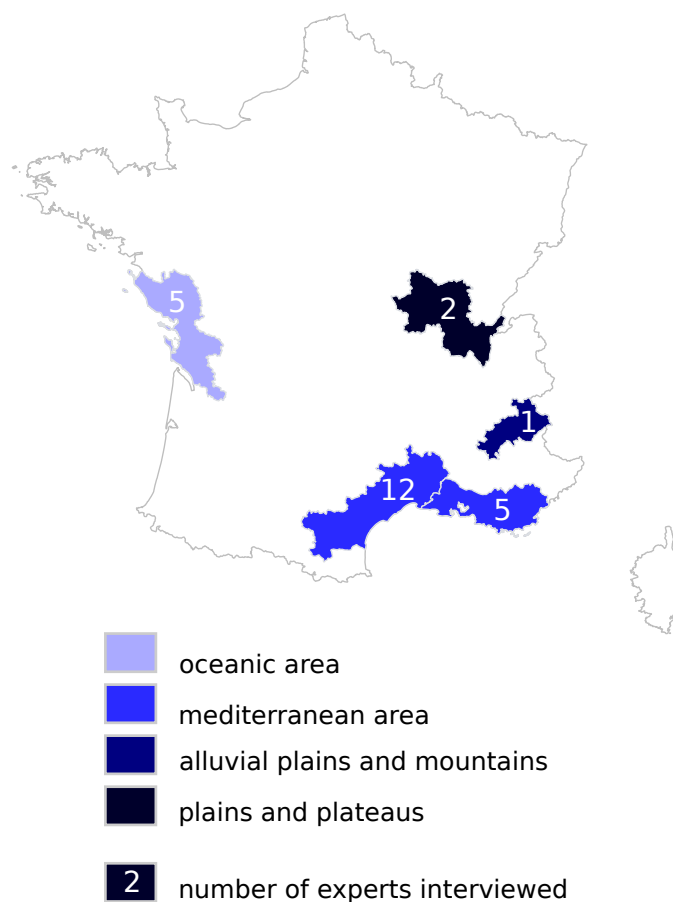 5
2
1
12
5
oceanic area
mediterranean area
alluvial plains and mountains
plains and plateaus
2 number of experts interviewed